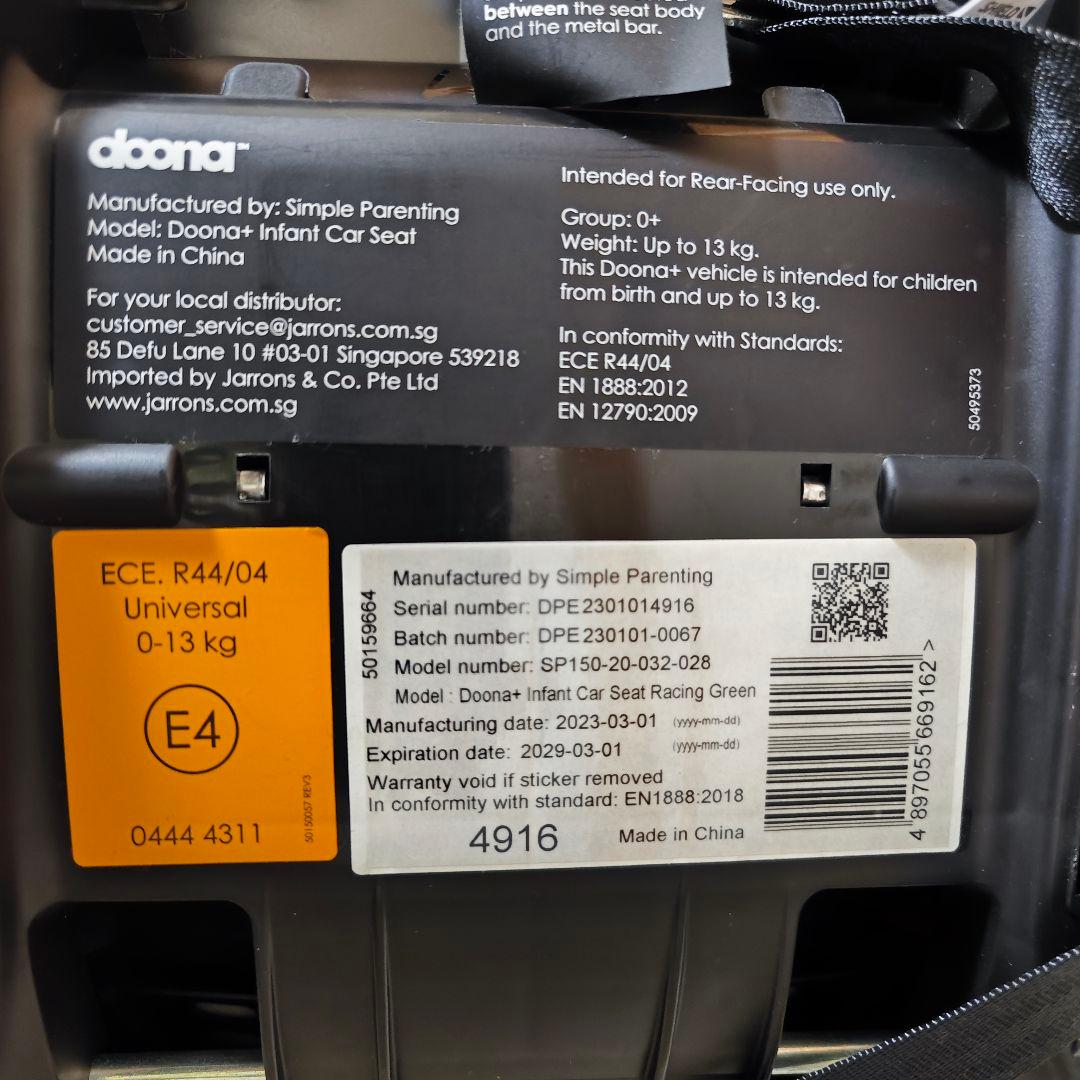 between the seat body
and the metal bar.
doona™
Manufactured by: Simple Parenting
Model: Doona+ Infant Car Seat
Made in China
For your local distributor:
customer_service@jarrons.com.sg
85 Defu Lane 10 #03-01 Singapore 539218
Imported by Jarrons & Co. Pte Ltd
www.jarrons.com.sg
Intended for Rear-Facing use only.
Group: 0+
Weight: Up to 13 kg.
This Doona+ vehicle is intended for children
from birth and up to 13 kg.
In conformity with Standards:
ECE R44/04
EN 1888:2012
EN 12790:2009
50495373
ECE. R44/04
Universal
0-13 kg
E4
0444 4311
50150057 REV3
50159664
Manufactured by Simple Parenting
Serial number: DPE2301014916
Batch number: DPE230101-0067
Model number: SP150-20-032-028
Model : Doona+ Infant Car Seat Racing Green
Manufacturing date: 2023-03-01 (yyyy-mm-dd)
Expiration date: 2029-03-01 (yyyy-mm-dd)
Warranty void if sticker removed
In conformity with standard: EN1888:2018
4916
Made in China
4 897055 669162 >